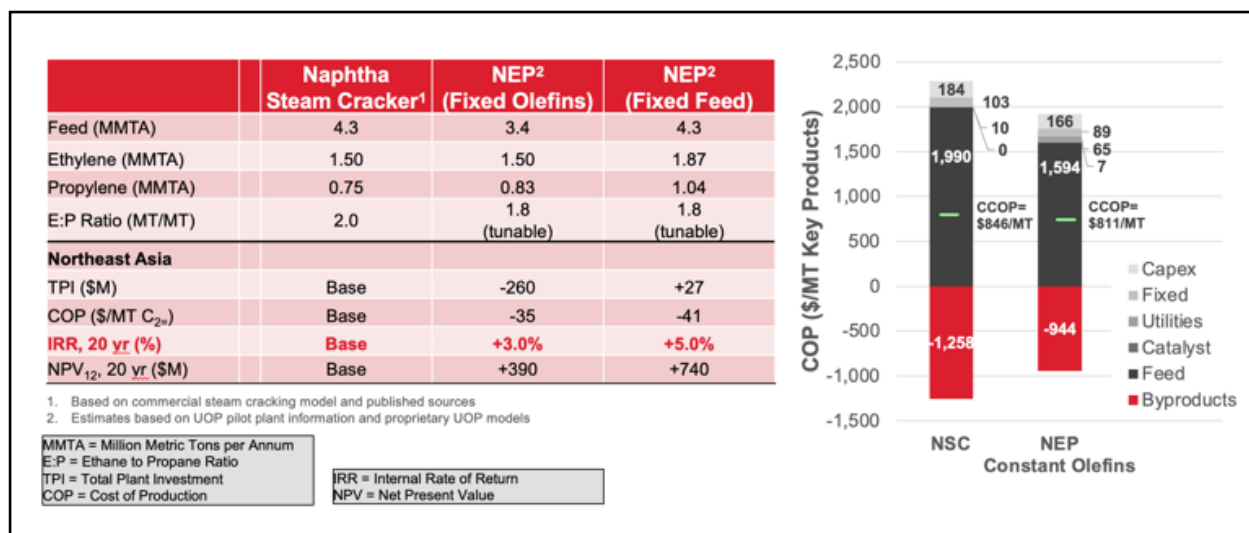 Naphtha Steam Cracker1 NEP2 (Fixed Olefins) NEP2 (Fixed Feed)
Feed (MMTA) 4.3 3.4 4.3
Ethylene (MMTA) 1.50 1.50 1.87
Propylene (MMTA) 0.75 0.83 1.04
E:P Ratio (MT/MT) 2.0 1.8 (tunable) 1.8 (tunable)
Northeast Asia
TPI ($M) Base -260 +27
COP ($/MT C2=) Base -35 -41
IRR, 20 yr (%) Base +3.0% +5.0%
NPV12, 20 yr ($M) Base +390 +740
1. Based on commercial steam cracking model and published sources
2. Estimates based on UOP pilot plant information and proprietary UOP models
MMTA = Million Metric Tons per Annum
E:P = Ethane to Propane Ratio
TPI = Total Plant Investment
COP = Cost of Production
IRR = Internal Rate of Return
NPV = Net Present Value
COP ($/MT Key Products)
2,500
2,000
1,500
1,000
500
0
-500
-1,000
-1,500
184
103
10
0
1,990
CCOP=
$846/MT
-1,258
166
89
65
7
1,594
CCOP=
$811/MT
-944
Capex
Fixed
Utilities
Catalyst
Feed
Byproducts
NSC NEP
Constant Olefins